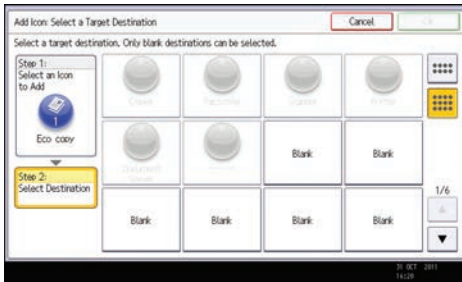 Add Icon: Select a Target Destination
Cancel
Select a target destination. Only blank destinations can be selected.
Step 1:
Select an Icon
to Add
1
Eco copy
Step 2:
Select Destination
Copier
Facsimile
Scanner
Printer
Document
Server
Blank
Blank
Blank
Blank
Blank
Blank
1/6
31 OCT 2011
16:29